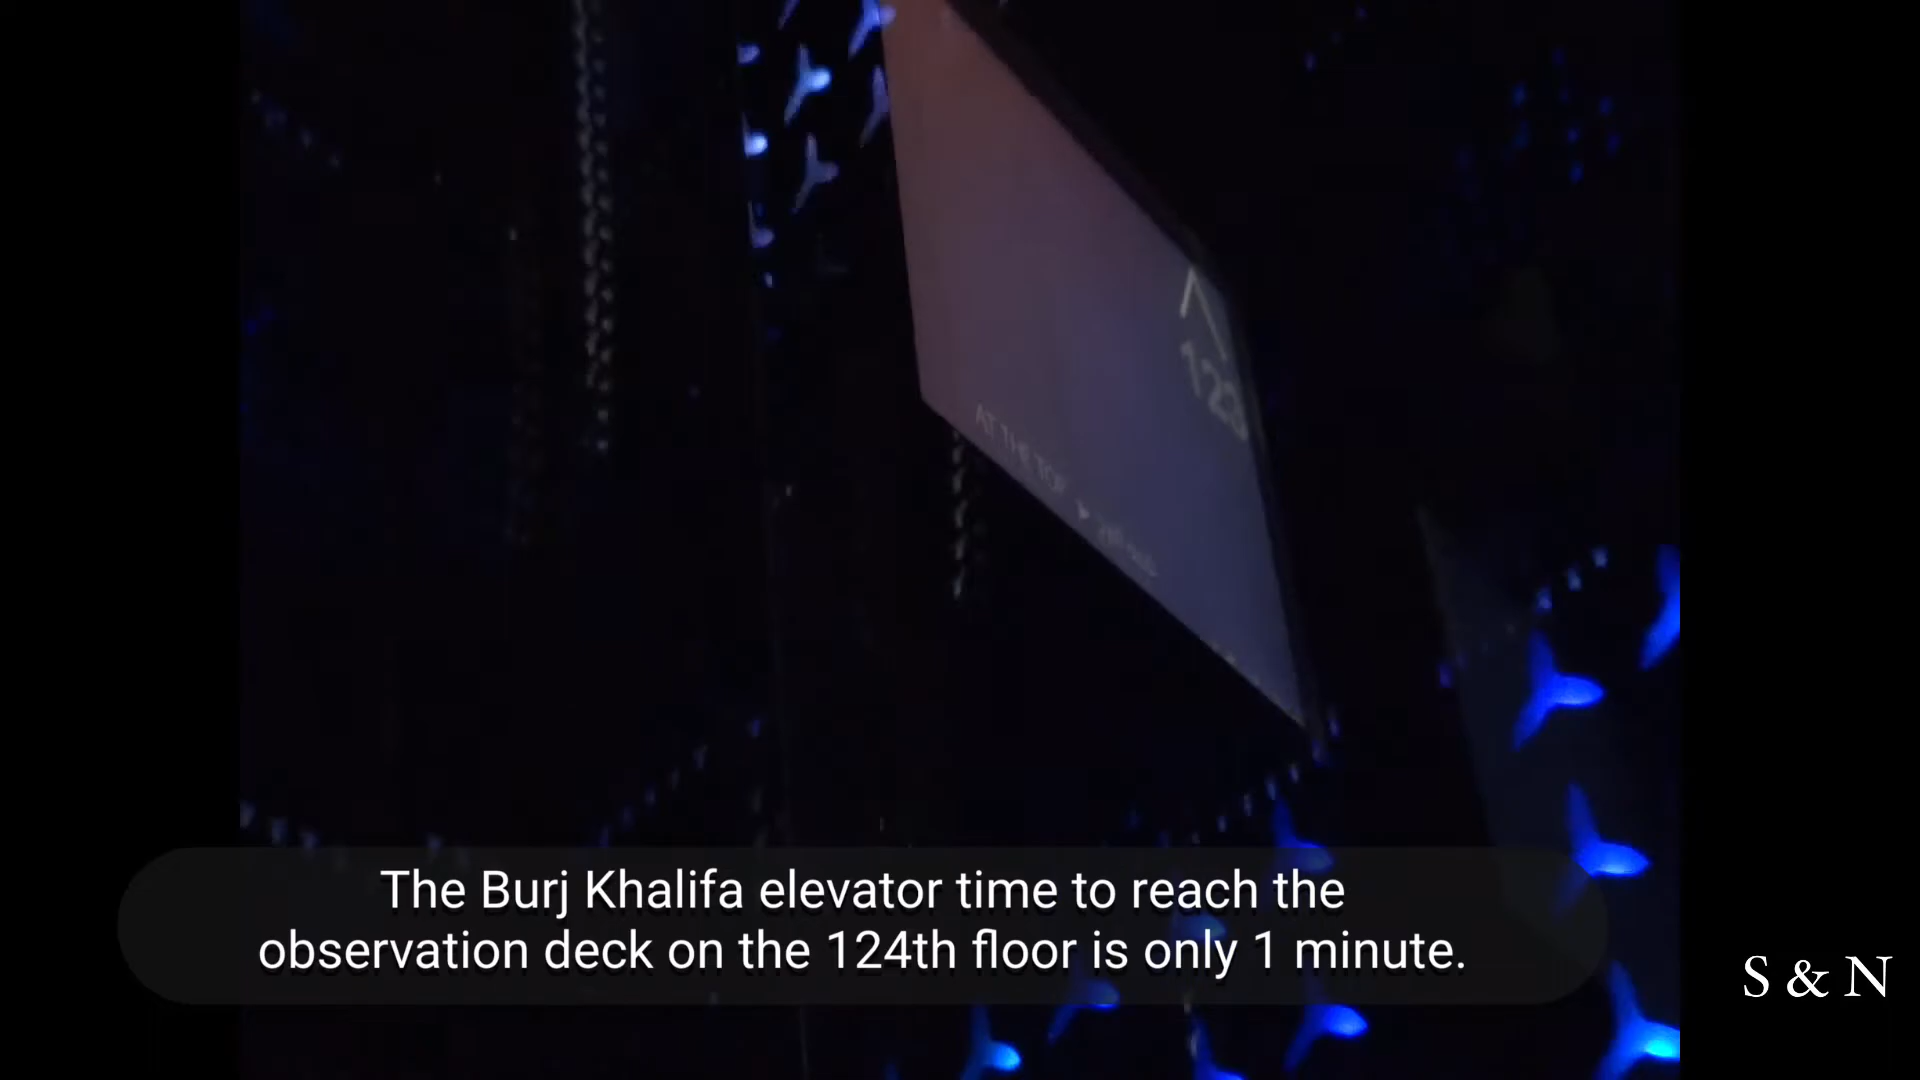 123
AT THE TOP
The Burj Khalifa elevator time to reach the
observation deck on the 124th floor is only 1 minute.
S & N